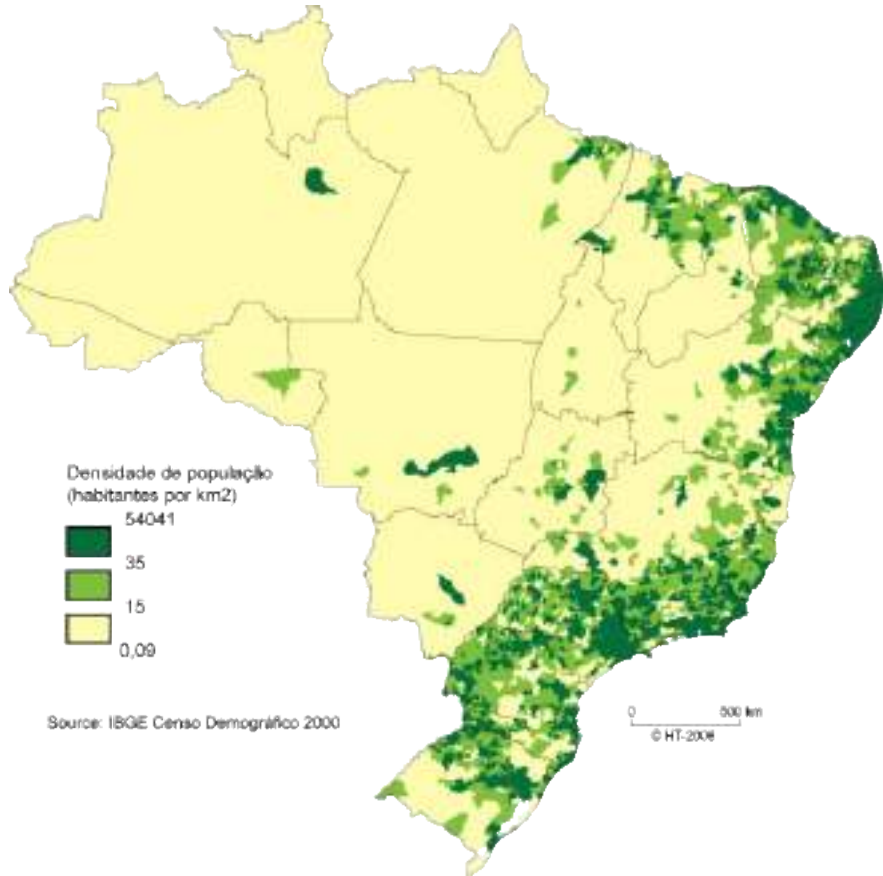 Densidade de população
(habitantes por km2)
54041
35
15
0,09
Source: IBGE Censo Demográfico 2000
0 500 km
© HT-2006